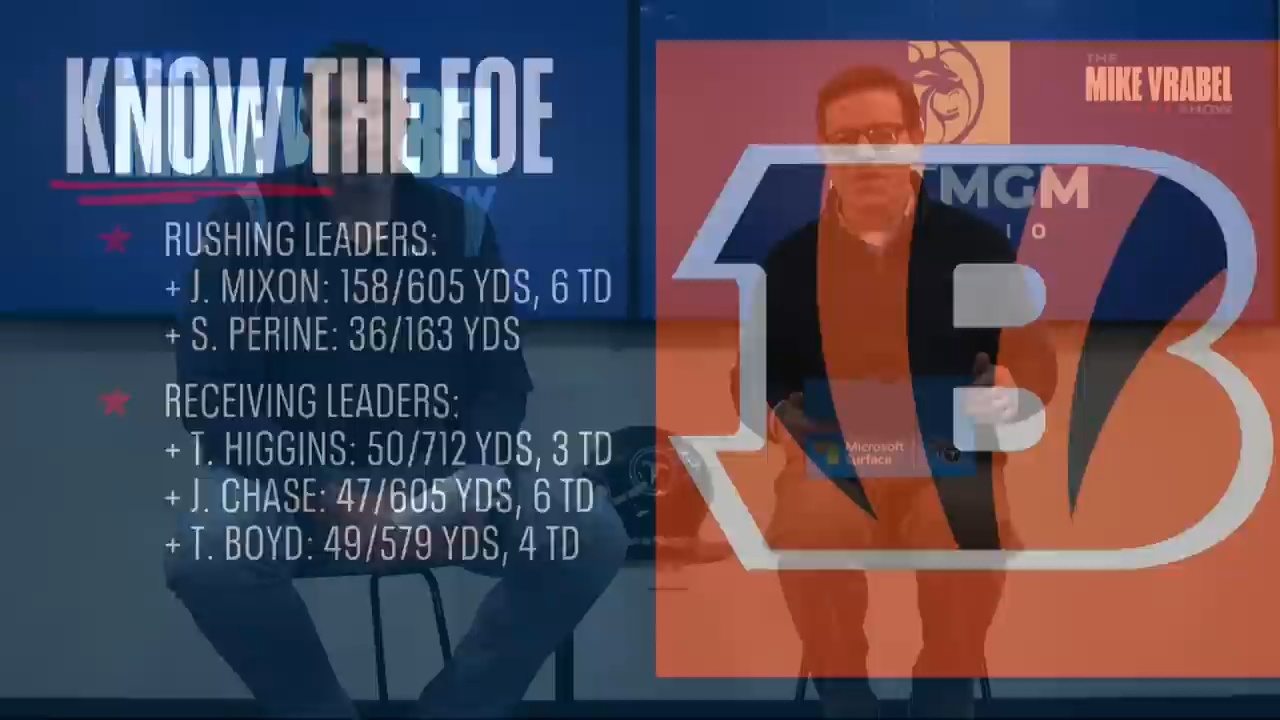 KNOW THE FOE
RUSHING LEADERS:
+ J. MIXON: 158/605 YDS, 6 TD
+ S. PERINE: 36/163 YDS
RECEIVING LEADERS:
+ T. HIGGINS: 50/712 YDS, 3 TD
+ J. CHASE: 47/605 YDS, 6 TD
+ T. BOYD: 49/579 YDS, 4 TD
THE
MIKE VRABEL
SHOW
MGM
Microsoft
Surface